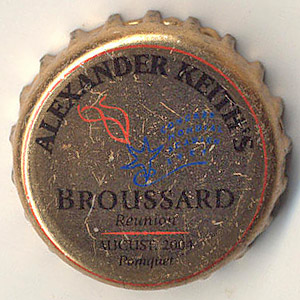 ALEXANDER KEITH'S
BROUSSARD
Reunion
AUGUST, 2004
Pomquet